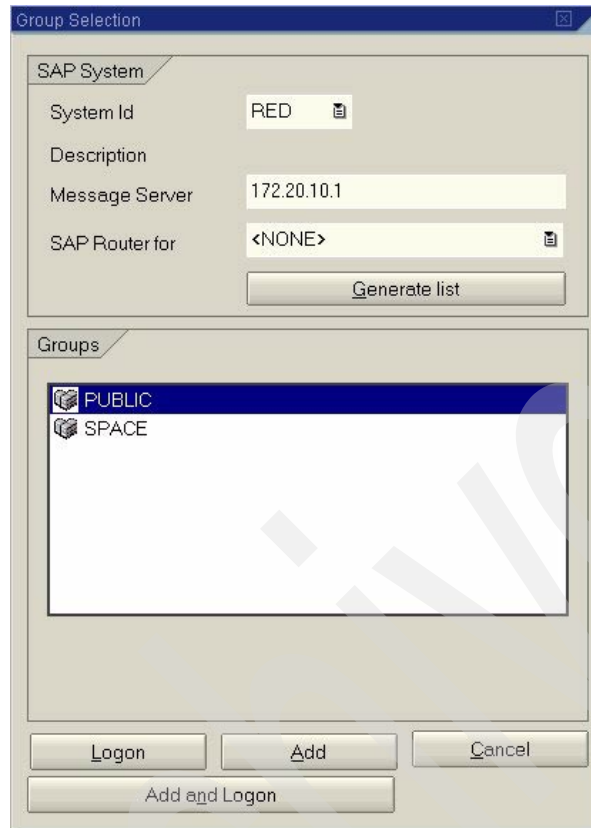 Group Selection
SAP System
System Id RED
Description
Message Server 172.20.10.1
SAP Router for <NONE>
Generate list
Groups
PUBLIC
SPACE
Logon Add Cancel
Add and Logon